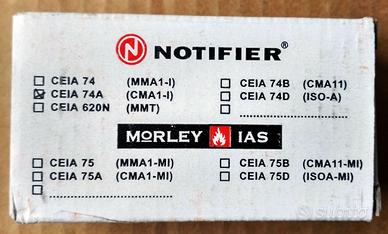 NOTIFIER®
CEIA 74 (MMA1-I)
CEIA 74A (CMA1-I)
CEIA 620N (MMT)
CEIA 74B (CMA11)
CEIA 74D (ISO-A)
MORLEY IAS
CEIA 75 (MMA1-MI)
CEIA 75A (CMA1-MI)
CEIA 75B (CMA11-MI)
CEIA 75D (ISOA-MI)
subito